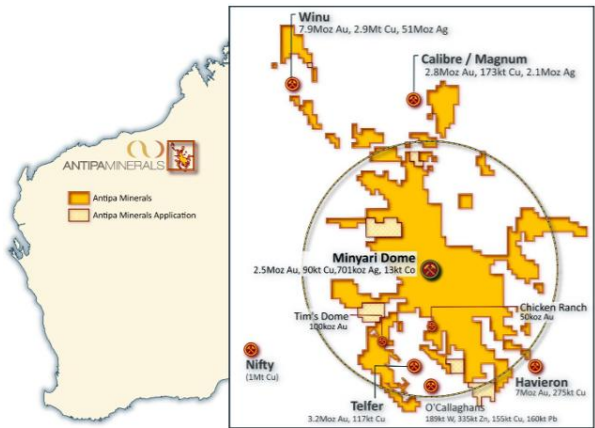 Winu
7.9Moz Au, 2.9Mt Cu, 51Moz Ag
Calibre / Magnum
2.8Moz Au, 173kt Cu, 2.1Moz Ag
ANTIPAMINERALS
Antipa Minerals
Antipa Minerals Application
Minyari Dome
2.5Moz Au, 90kt Cu,701koz Ag, 13kt Co
Chicken Ranch
50koz Au
Tim's Dome
100koz Au
Nifty
(1Mt Cu)
Havieron
7Moz Au, 275kt Cu
Telfer
3.2Moz Au, 117kt Cu
O'Callaghans
189kt W, 335kt Zn, 155kt Cu, 160kt Pb